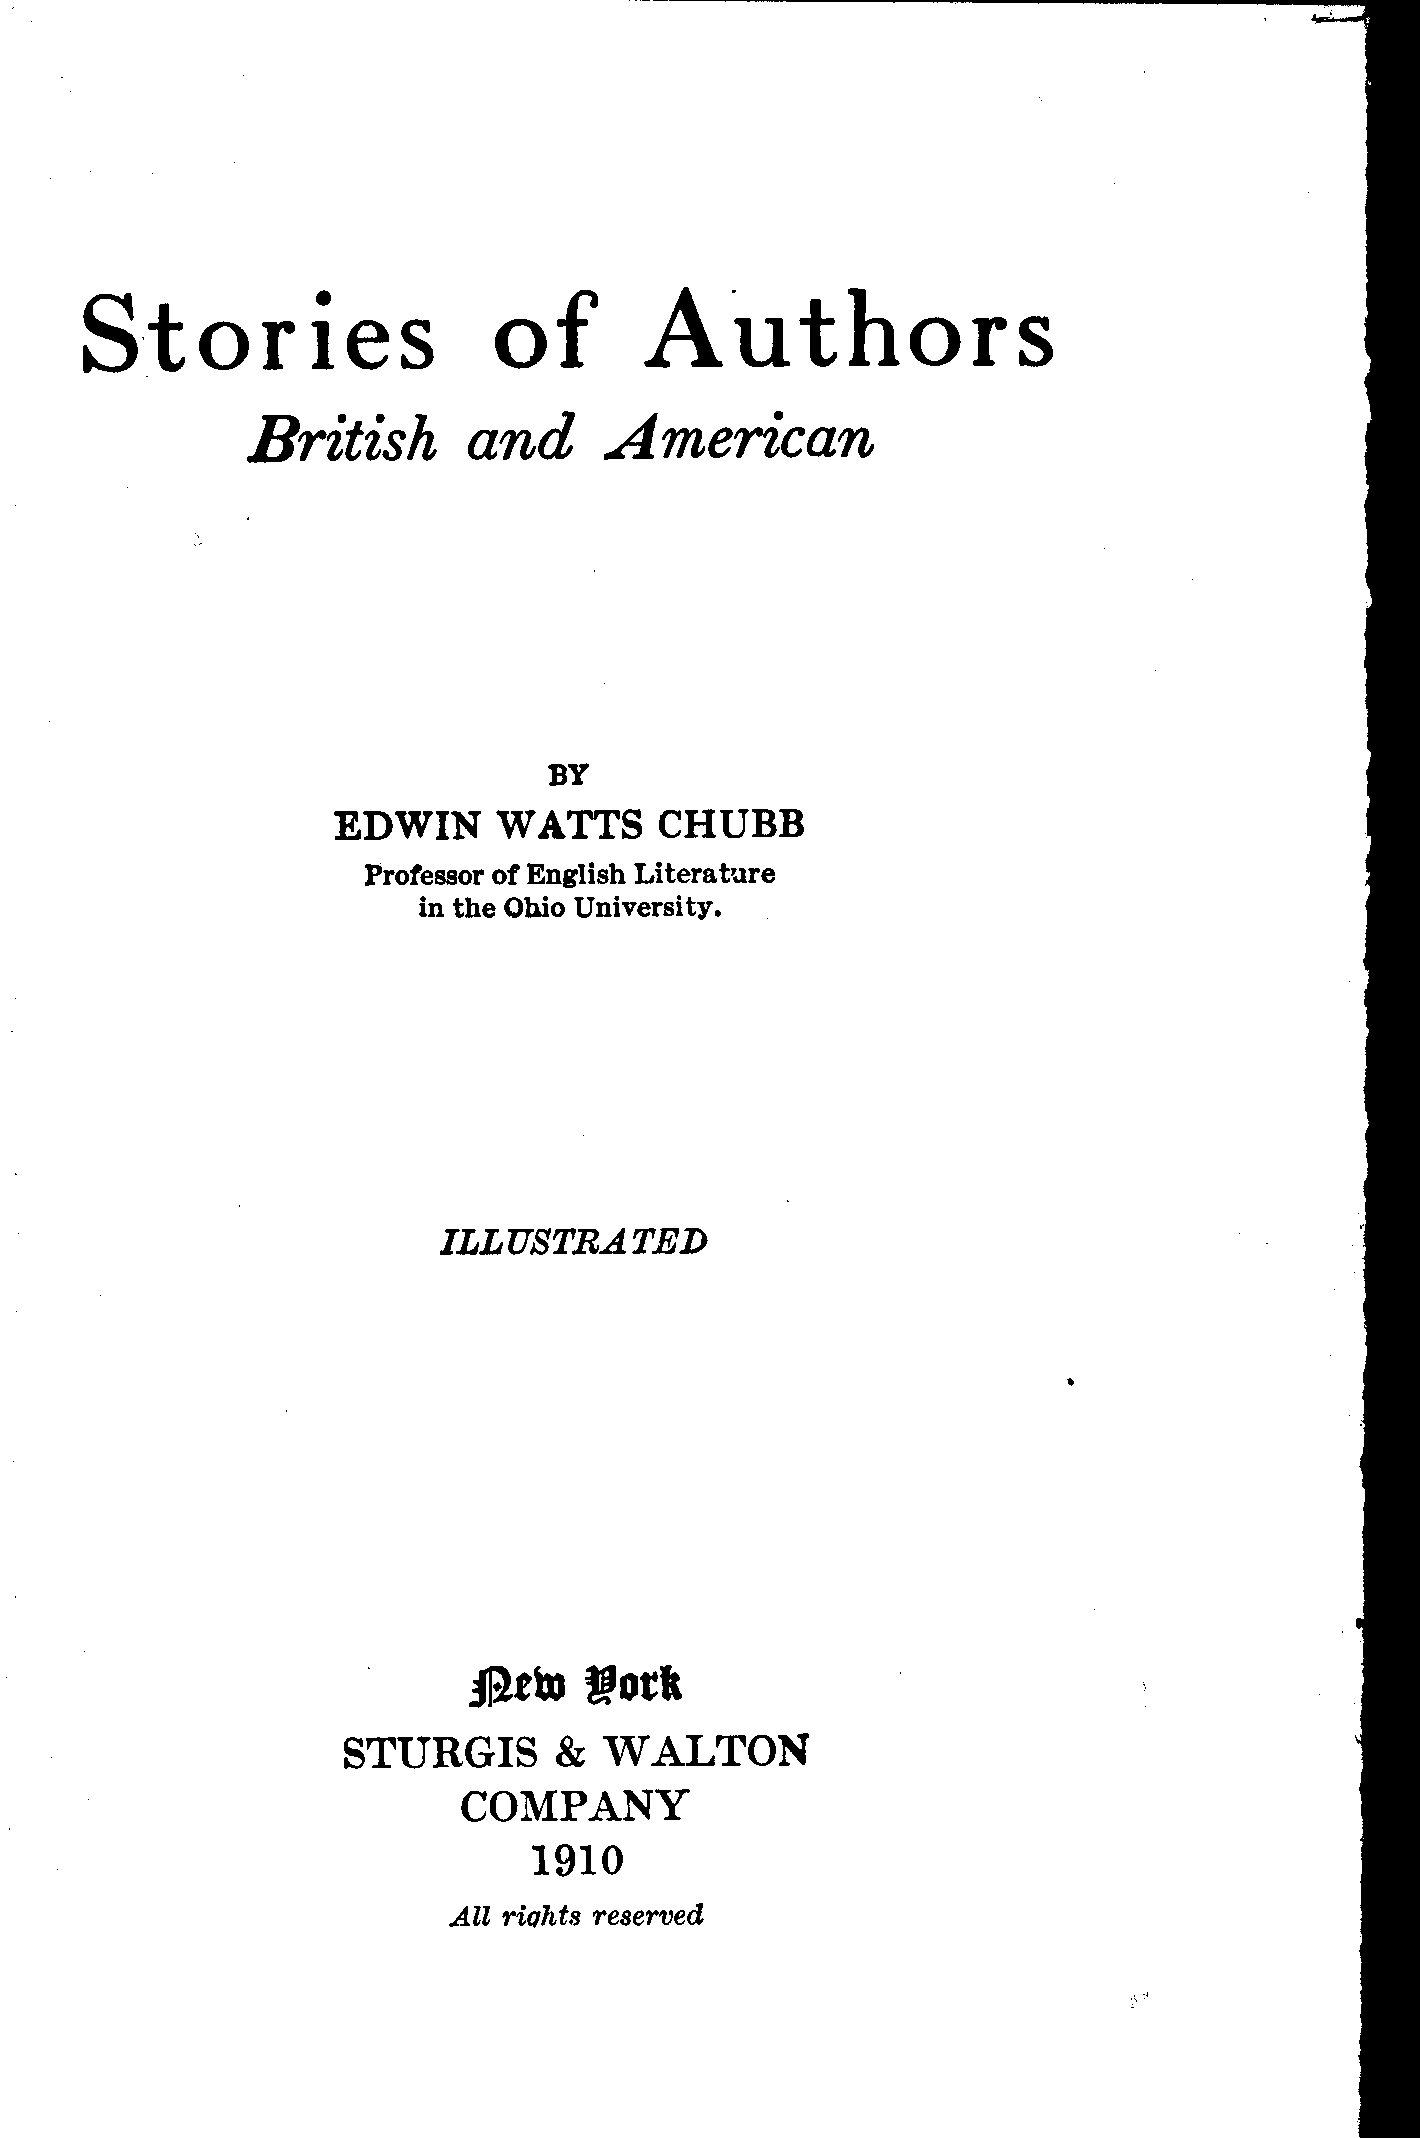 Stories of Authors
British and American
BY
EDWIN WATTS CHUBB
Professor of English Literature
in the Ohio University.
ILLUSTRATED
New York
STURGIS & WALTON
COMPANY
1910
All rights reserved